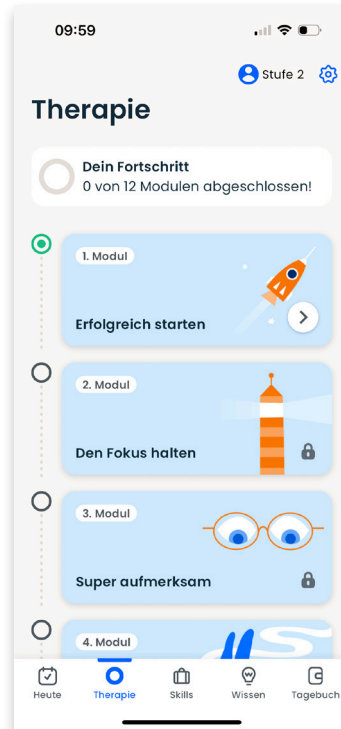 09:59
Stufe 2
Therapie
Dein Fortschritt
0 von 12 Modulen abgeschlossen!
1. Modul
Erfolgreich starten
2. Modul
Den Fokus halten
3. Modul
Super aufmerksam
4. Modul
Heute Therapie Skills Wissen Tagebuch